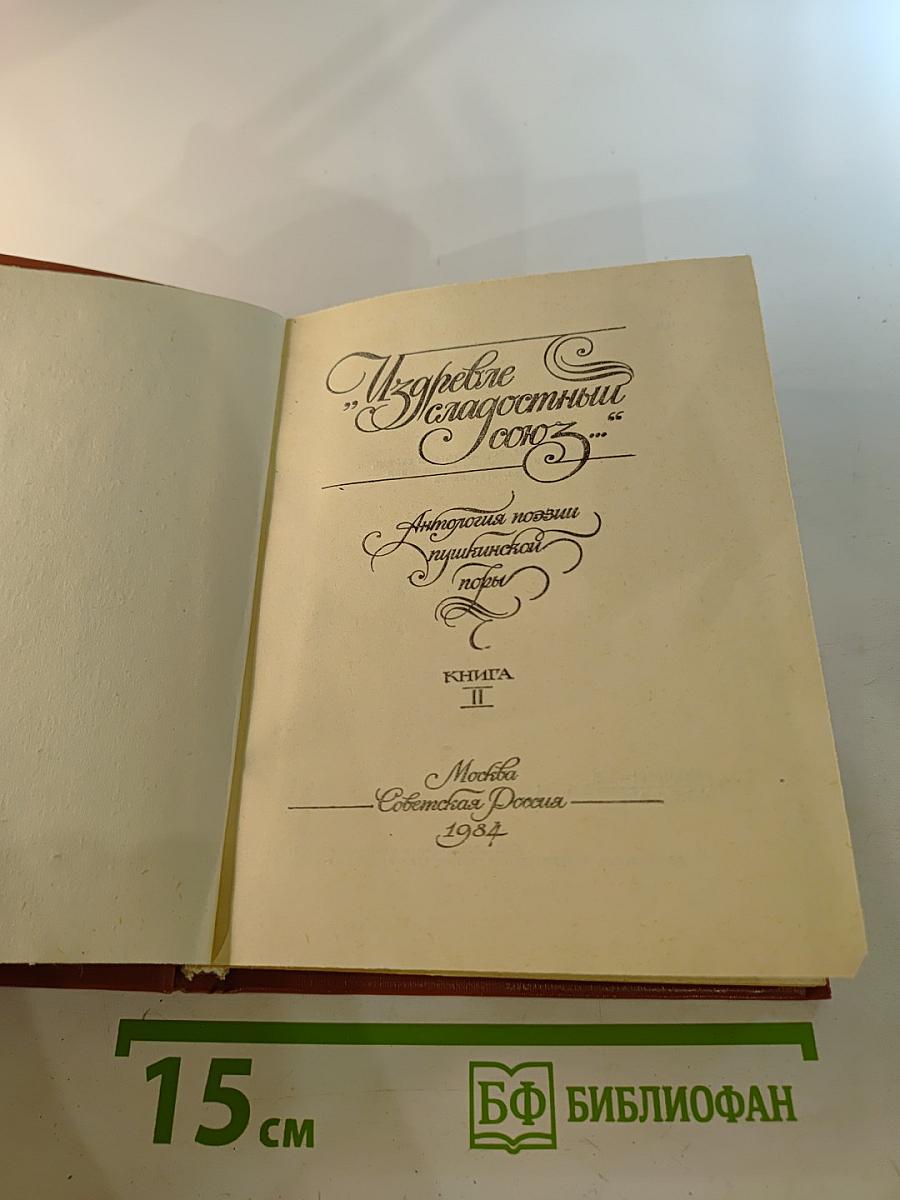 „Издревле
сладостный
союз..."
Антология поэзии
пушкинской
поры
КНИГА
II
Москва
Советская Россия
1984
15 см
БФ БИБЛИОФАН